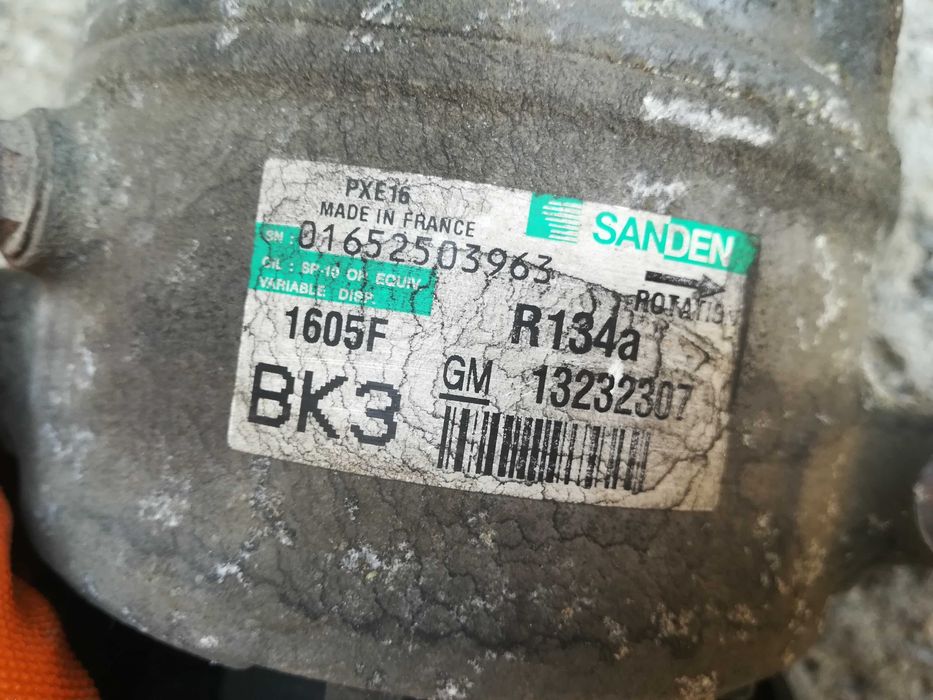 PXE16
MADE IN FRANCE
SANDEN
SN : 01652503963
OIL : SP-10 OR EQUIV
VARIABLE DISP.
ROTATIO
1605F
R134a
BK3
GM 13232307